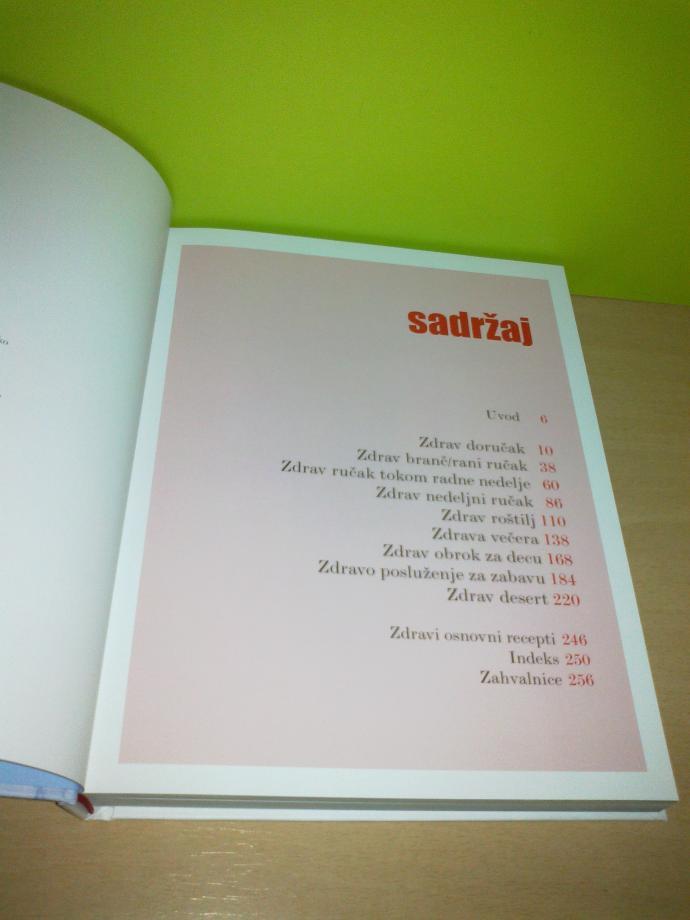 sadržaj
Uvod 6
Zdrav doručak 10
Zdrav branč/rani ručak 38
Zdrav ručak tokom radne nedelje 60
Zdrav nedeljni ručak 86
Zdrav roštilj 110
Zdrava večera 138
Zdrav obrok za decu 168
Zdravo posluženje za zabavu 184
Zdrav desert 220
Zdravi osnovni recepti 246
Indeks 250
Zahvalnice 256